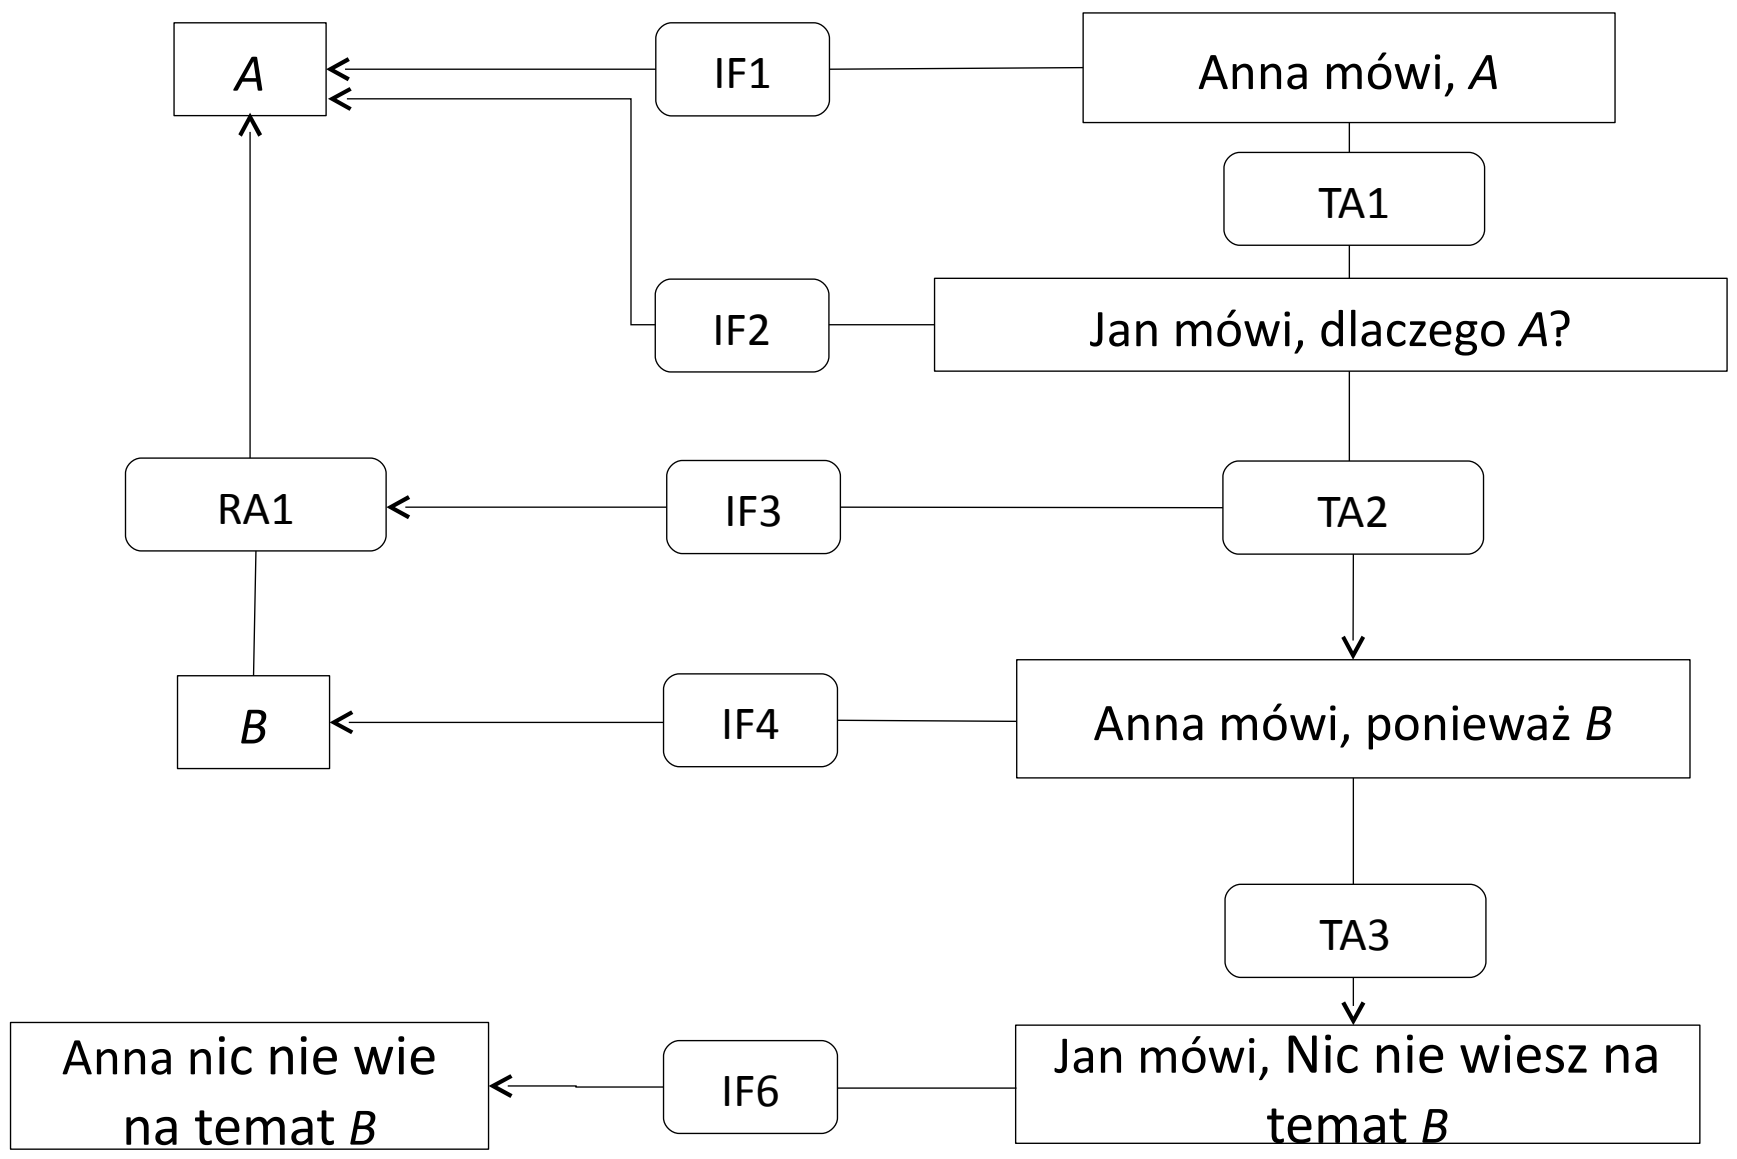 A
IF1
Anna mówi, A
TA1
IF2
Jan mówi, dlaczego A?
RA1
IF3
TA2
B
IF4
Anna mówi, ponieważ B
TA3
Anna nic nie wie
na temat B
IF6
Jan mówi, Nic nie wiesz na
temat B